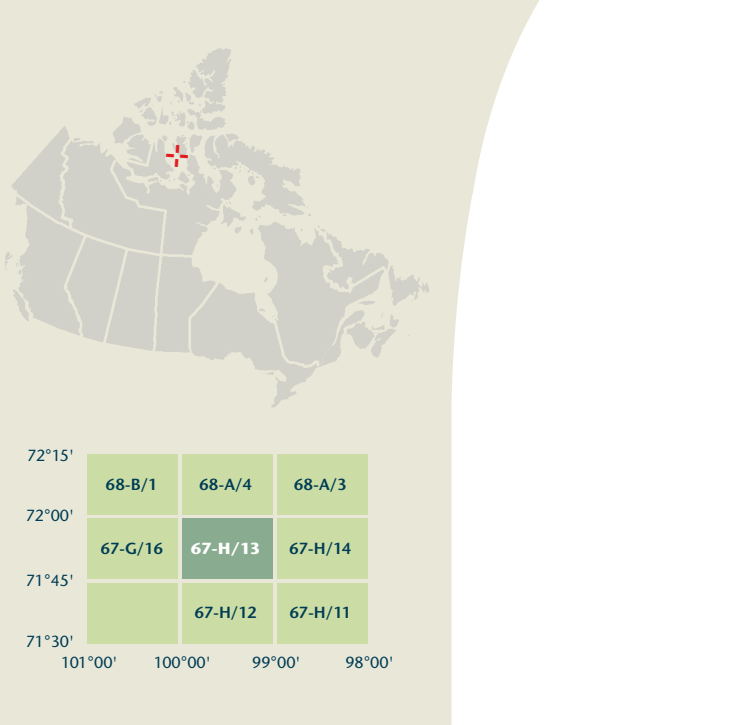 72°15'
68-B/1 68-A/4 68-A/3
72°00'
67-G/16 67-H/13 67-H/14
71°45'
67-H/12 67-H/11
71°30'
101°00' 100°00' 99°00' 98°00'